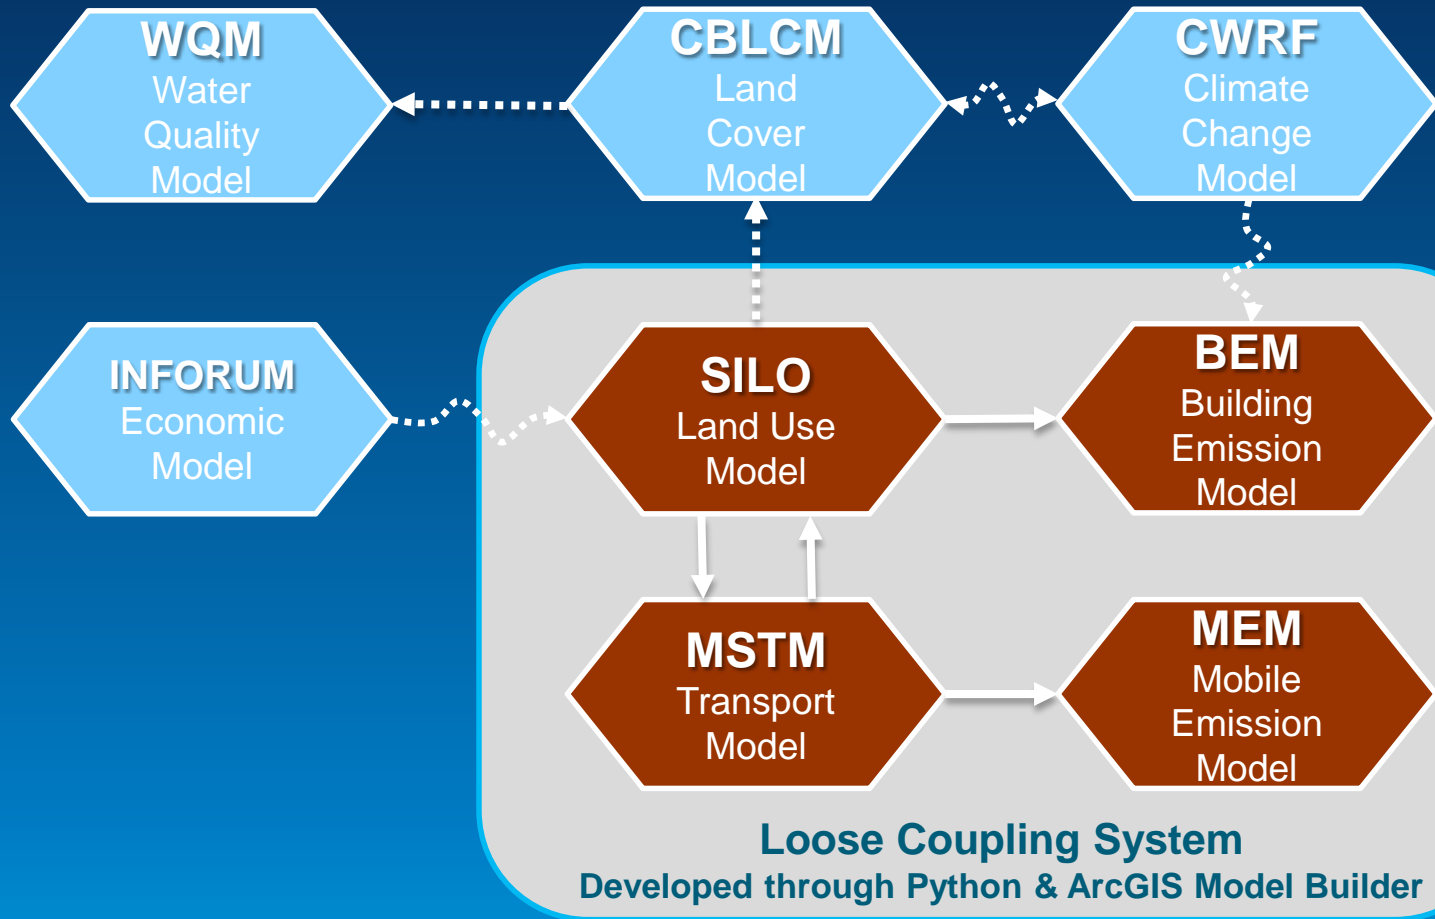 WQM
Water
Quality
Model
CBLCM
Land
Cover
Model
CWRF
Climate
Change
Model
INFORUM
Economic
Model
SILO
Land Use
Model
BEM
Building
Emission
Model
MSTM
Transport
Model
MEM
Mobile
Emission
Model
Loose Coupling System
Developed through Python & ArcGIS Model Builder